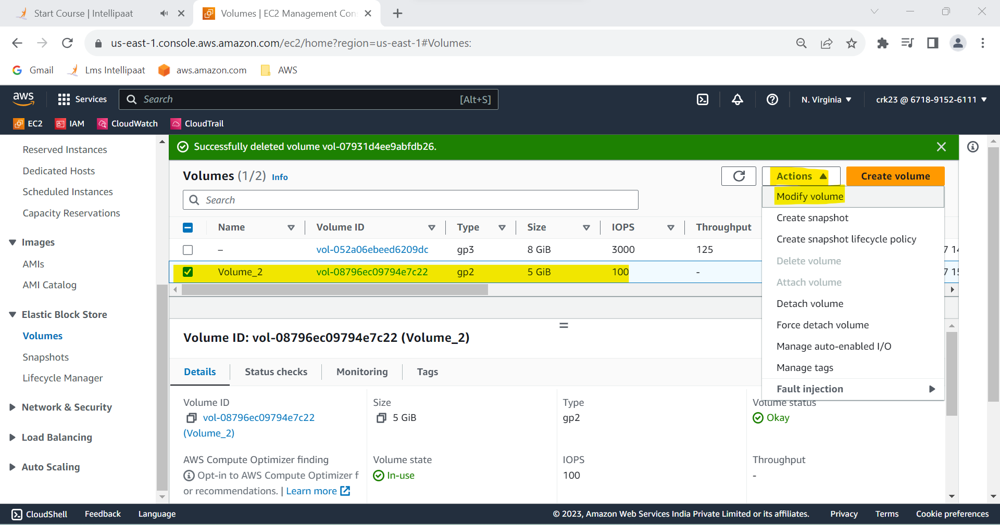 Start Course | Intellipaat
Volumes | EC2 Management Con
us-east-1.console.aws.amazon.com/ec2/home?region=us-east-1#Volumes:
Gmail Lms Intellipaat aws.amazon.com AWS
aws Services Search [Alt+S] N. Virginia crk23 @ 6718-9152-6111
EC2 IAM CloudWatch CloudTrail
Reserved Instances
Dedicated Hosts
Scheduled Instances
Capacity Reservations
Images
AMIs
AMI Catalog
Elastic Block Store
Volumes
Snapshots
Lifecycle Manager
Network & Security
Load Balancing
Auto Scaling
Successfully deleted volume vol-07931d4ee9abfdb26.
Volumes (1/2) Info
Actions
Create volume
Search
Name Volume ID Type Size IOPS Throughput
– vol-052a06ebeed6209dc gp3 8 GiB 3000 125 7 14
Volume_2 vol-08796ec09794e7c22 gp2 5 GiB 100 - 7 15
Modify volume
Create snapshot
Create snapshot lifecycle policy
Delete volume
Attach volume
Detach volume
Force detach volume
Manage auto-enabled I/O
Manage tags
Fault injection
Volume ID: vol-08796ec09794e7c22 (Volume_2)
Details Status checks Monitoring Tags
Volume ID
vol-08796ec09794e7c22
(Volume_2)
Size
5 GiB
Type
gp2
Volume status
Okay
AWS Compute Optimizer finding
Opt-in to AWS Compute Optimizer f
or recommendations. | Learn more
Volume state
In-use
IOPS
100
Throughput
-
CloudShell Feedback Language © 2023, Amazon Web Services India Private Limited or its affiliates. Privacy Terms Cookie preferences